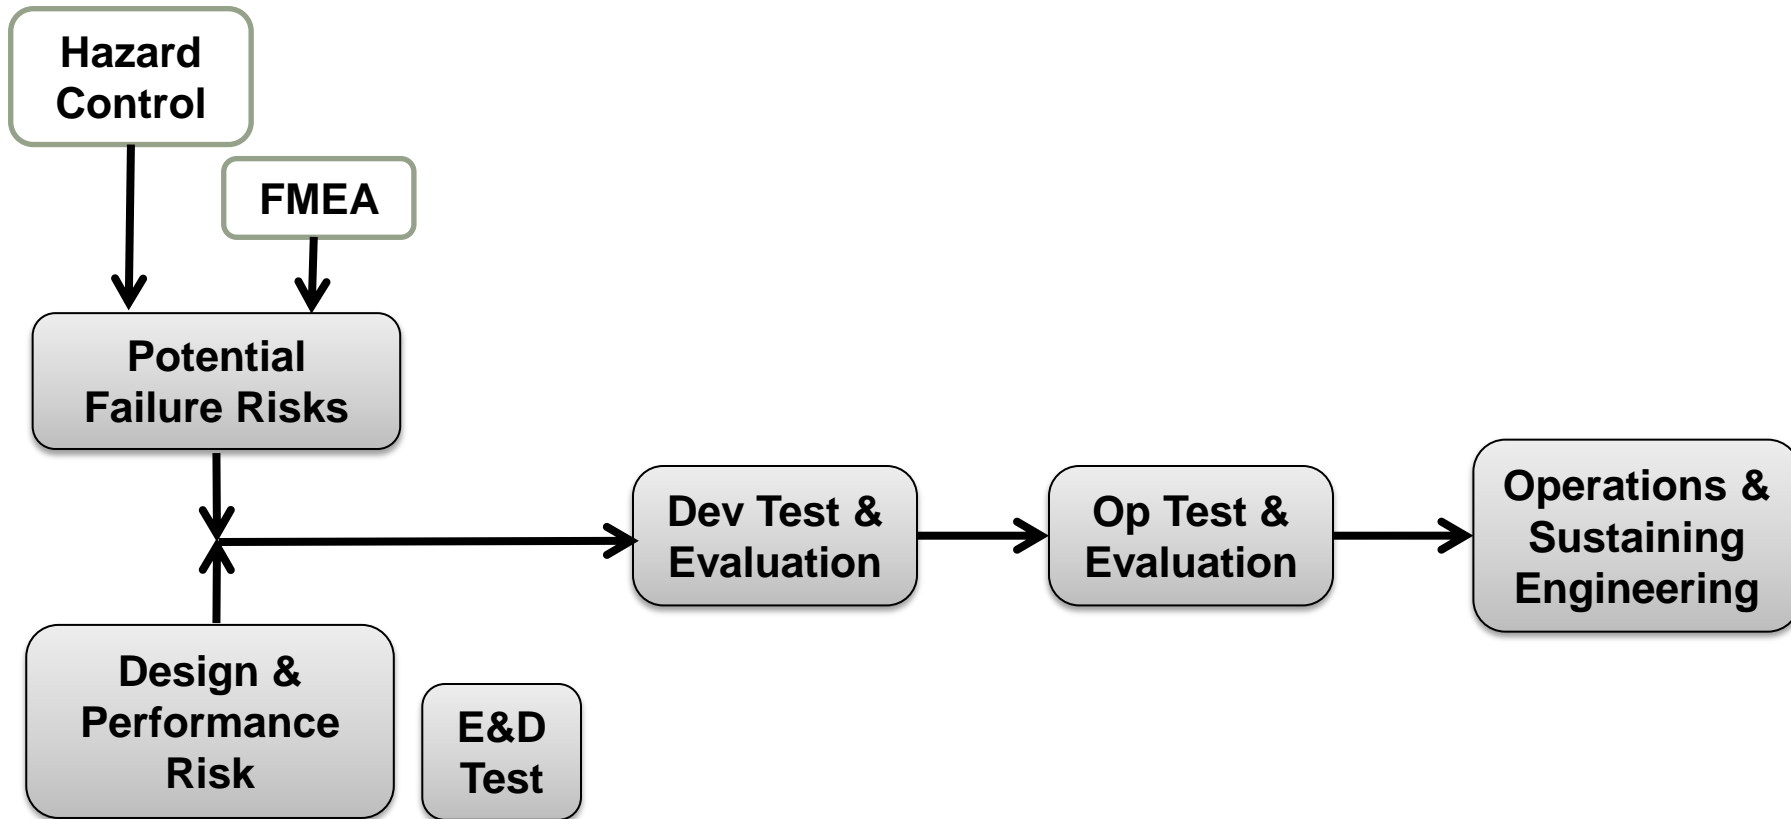 Hazard
Control
FMEA
Potential
Failure Risks
Dev Test &
Evaluation
Op Test &
Evaluation
Operations &
Sustaining
Engineering
Design &
Performance
Risk
E&D
Test